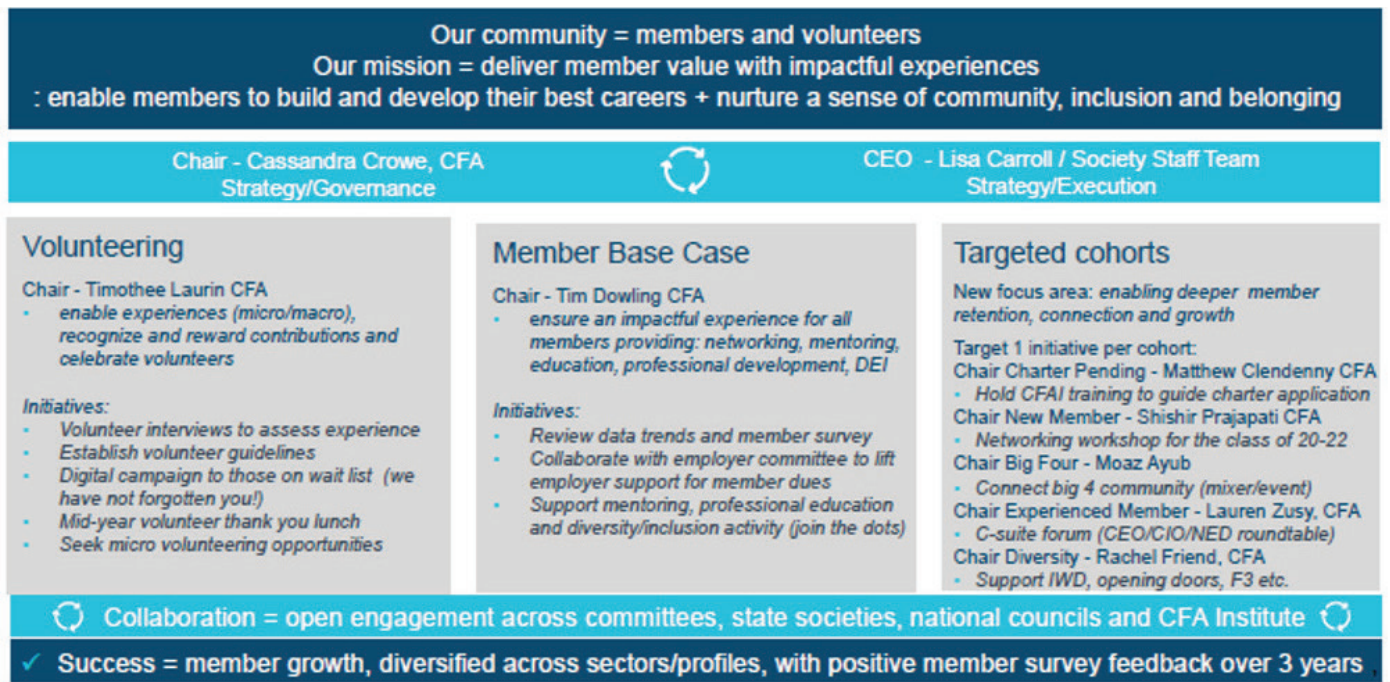 Our community = members and volunteers
Our mission = deliver member value with impactful experiences
: enable members to build and develop their best careers + nurture a sense of community, inclusion and belonging
Chair - Cassandra Crowe, CFA
Strategy/Governance
CEO - Lisa Carroll / Society Staff Team
Strategy/Execution
Volunteering
Chair - Timothee Laurin CFA
▪ enable experiences (micro/macro),
recognize and reward contributions and
celebrate volunteers
Initiatives:
▪ Volunteer interviews to assess experience
▪ Establish volunteer guidelines
▪ Digital campaign to those on wait list (we
have not forgotten you!)
▪ Mid-year volunteer thank you lunch
▪ Seek micro volunteering opportunities
Member Base Case
Chair - Tim Dowling CFA
▪ ensure an impactful experience for all
members providing: networking, mentoring,
education, professional development, DEI
Initiatives:
▪ Review data trends and member survey
▪ Collaborate with employer committee to lift
employer support for member dues
▪ Support mentoring, professional education
and diversity/inclusion activity (join the dots)
Targeted cohorts
New focus area: enabling deeper member
retention, connection and growth
Target 1 initiative per cohort:
Chair Charter Pending - Matthew Clendenny CFA
▪ Hold CFAI training to guide charter application
Chair New Member - Shishir Prajapati CFA
▪ Networking workshop for the class of 20-22
Chair Big Four - Moaz Ayub
▪ Connect big 4 community (mixer/event)
Chair Experienced Member - Lauren Zusy, CFA
▪ C-suite forum (CEO/CIO/NED roundtable)
Chair Diversity - Rachel Friend, CFA
▪ Support IWD, opening doors, F3 etc.
Collaboration = open engagement across committees, state societies, national councils and CFA Institute
✓ Success = member growth, diversified across sectors/profiles, with positive member survey feedback over 3 years